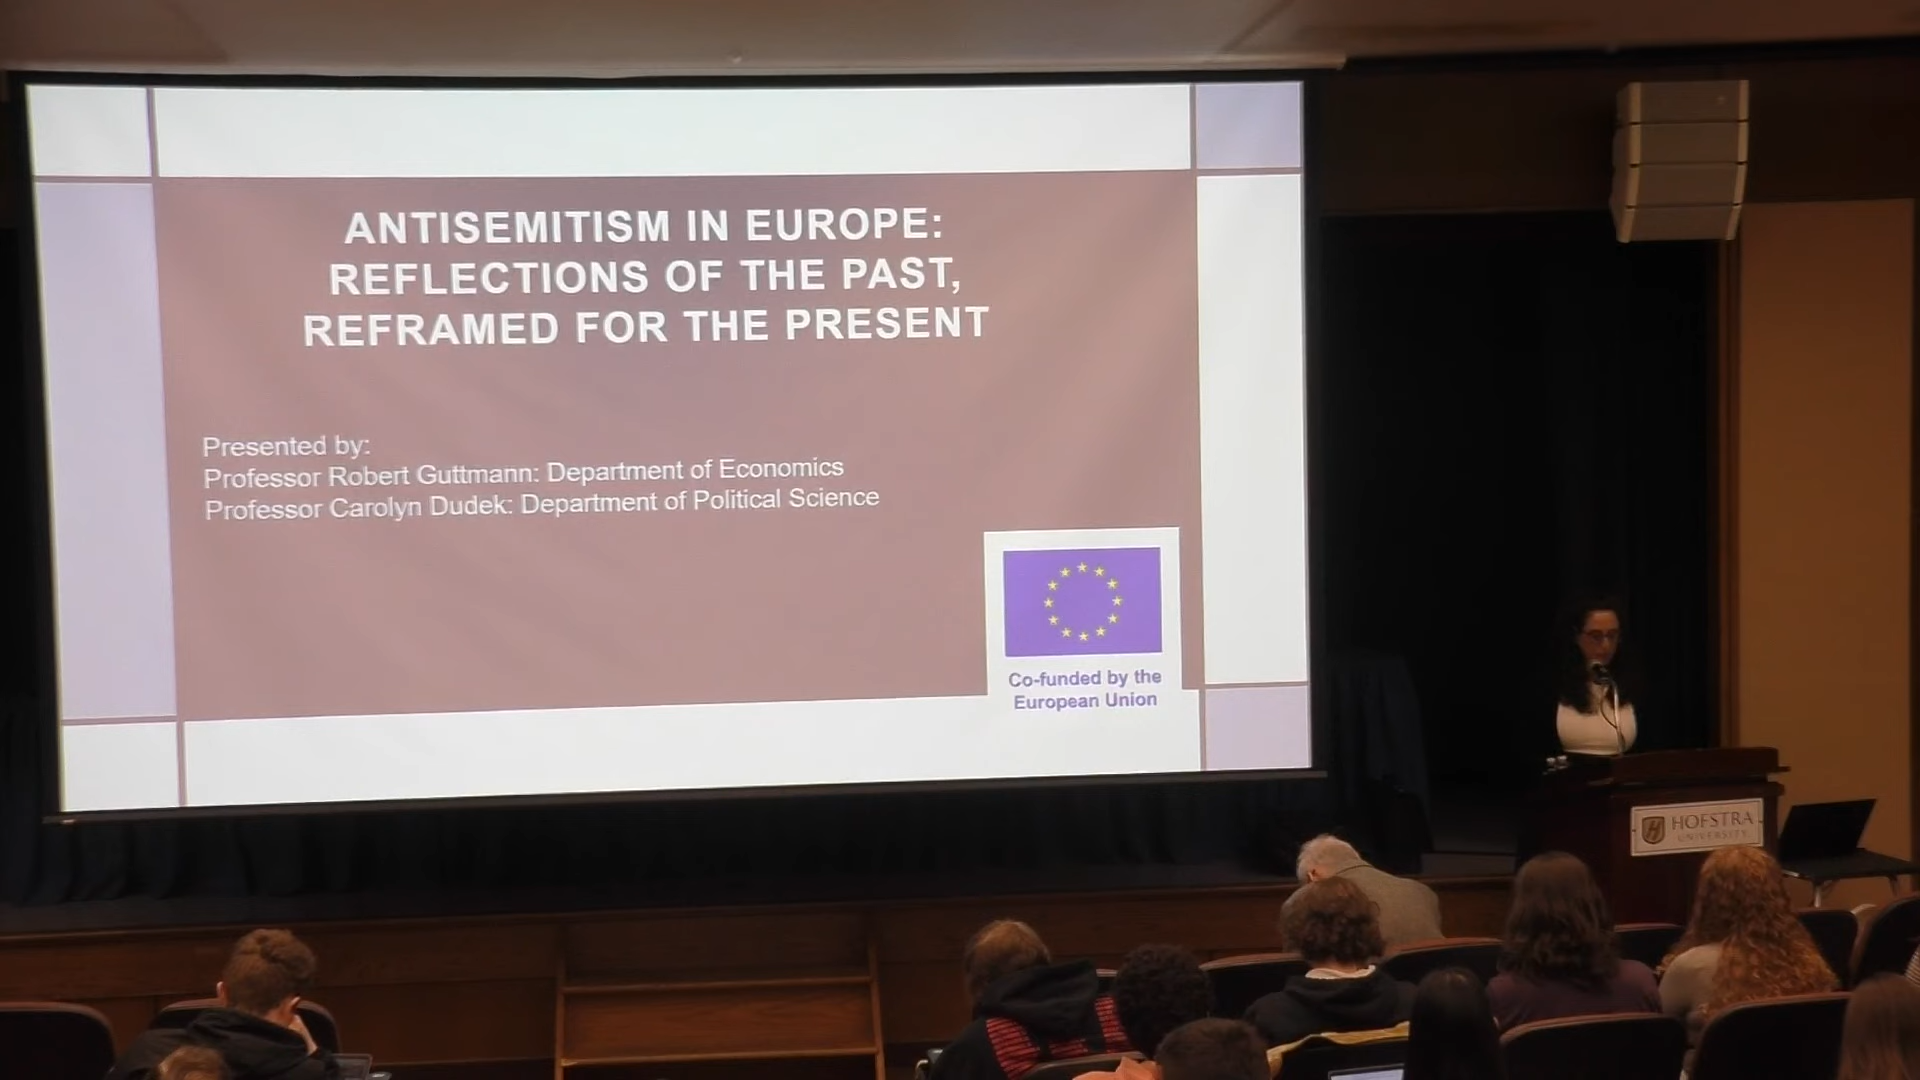 ANTISEMITISM IN EUROPE:
REFLECTIONS OF THE PAST,
REFRAMED FOR THE PRESENT
Presented by:
Professor Robert Guttmann: Department of Economics
Professor Carolyn Dudek: Department of Political Science
Co-funded by the
European Union
HOFSTRA
UNIVERSITY